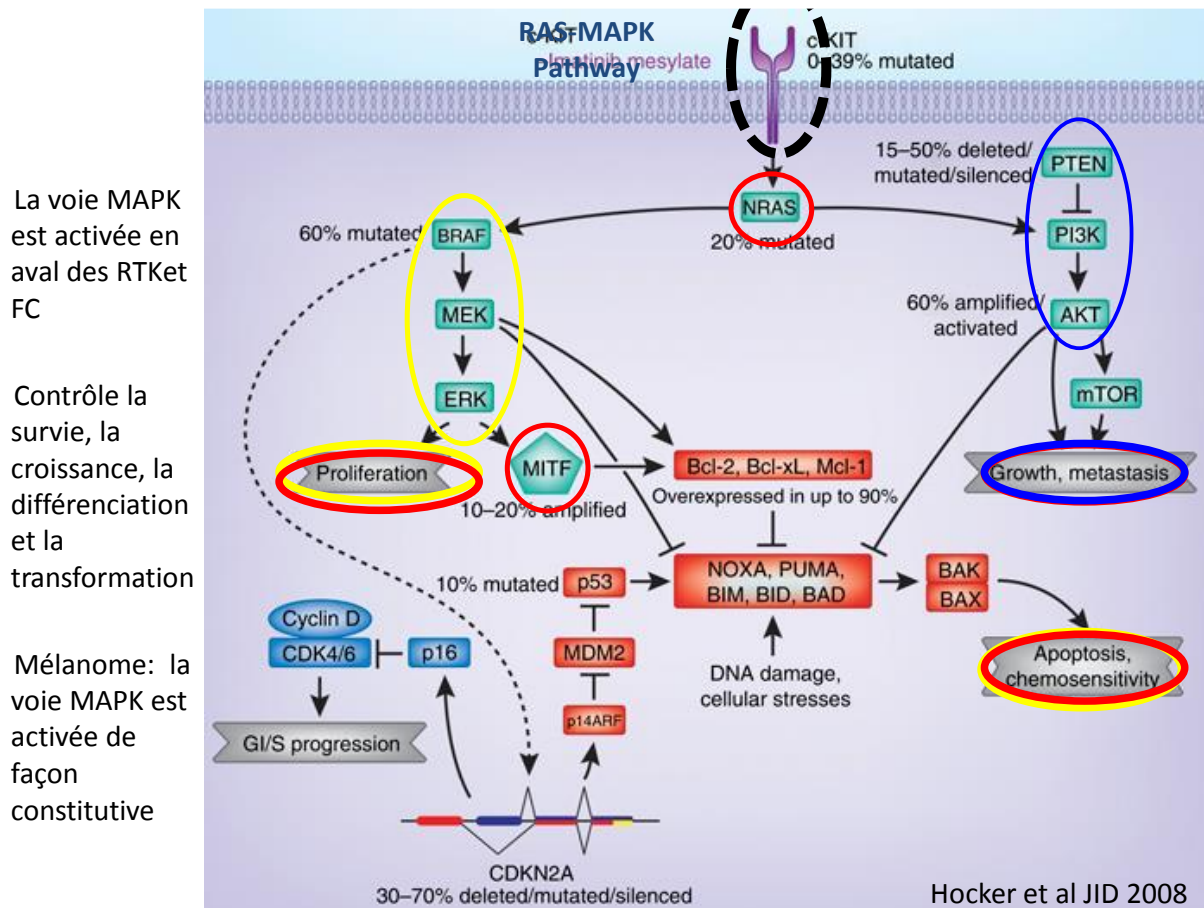 RAS-MAPK
Pathway
c-KIT
Imatinib mesylate
c-KIT
0–39% mutated
La voie MAPK
est activée en
aval des RTKet
FC
Contrôle la
survie, la
croissance, la
différenciation
et la
transformation
Mélanome: la
voie MAPK est
activée de
façon
constitutive
15–50% deleted/
mutated/silenced
PTEN
NRAS
20% mutated
60% mutated
BRAF
PI3K
MEK
60% amplified/
activated
AKT
ERK
mTOR
Proliferation
MITF
10–20% amplified
Bcl-2, Bcl-xL, Mcl-1
Overexpressed in up to 90%
Growth, metastasis
10% mutated
p53
NOXA, PUMA,
BIM, BID, BAD
BAK
BAX
Cyclin D
CDK4/6
p16
MDM2
DNA damage,
cellular stresses
Apoptosis,
chemosensitivity
p14ARF
GI/S progression
CDKN2A
30–70% deleted/mutated/silenced
Hocker et al JID 2008